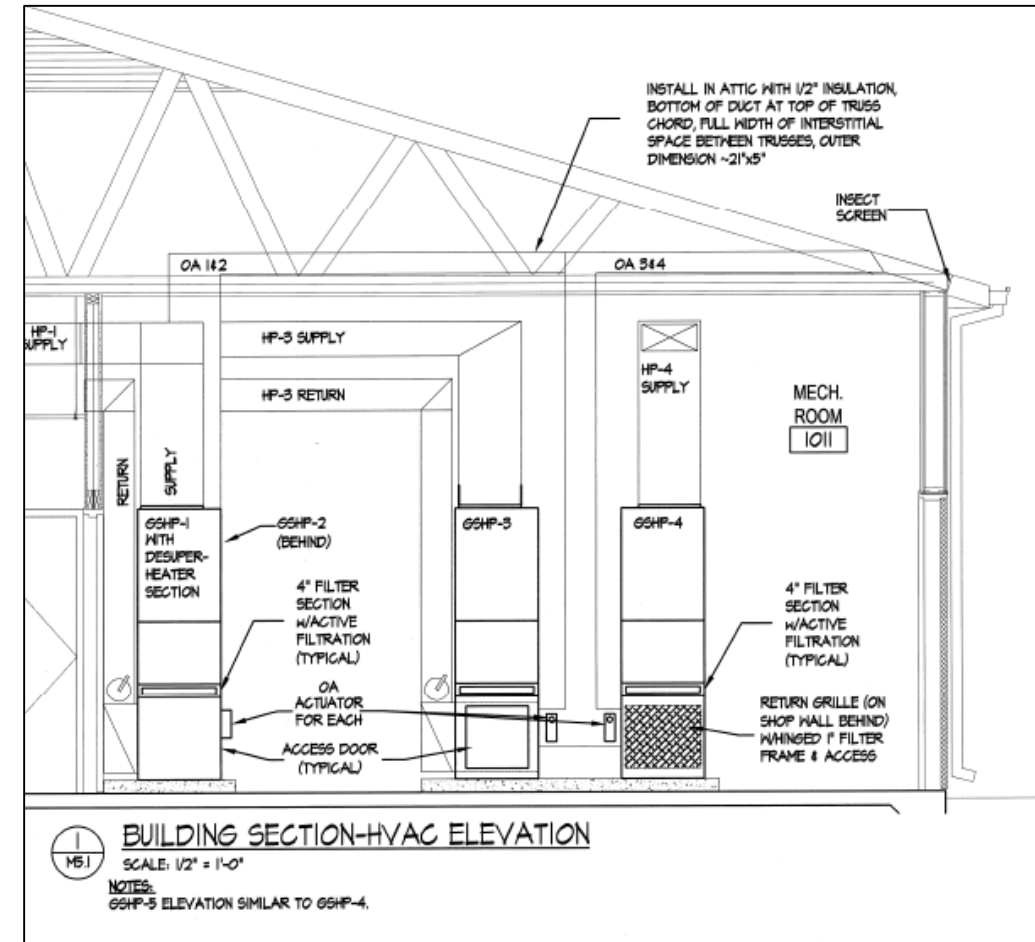 INSTALL IN ATTIC WITH 1/2" INSULATION,
BOTTOM OF DUCT AT TOP OF TRUSS
CHORD, FULL WIDTH OF INTERSTITIAL
SPACE BETWEEN TRUSSES, OUTER
DIMENSION ~21"x5"
INSECT
SCREEN
OA 1&2
OA 3&4
HP-1
SUPPLY
HP-3 SUPPLY
HP-4
SUPPLY
HP-3 RETURN
MECH.
ROOM
1011
RETURN
SUPPLY
GSHP-1
WITH
DESUPER-
HEATER
SECTION
GSHP-2
(BEHIND)
GSHP-3
GSHP-4
4" FILTER
SECTION
w/ACTIVE
FILTRATION
(TYPICAL)
4" FILTER
SECTION
w/ACTIVE
FILTRATION
(TYPICAL)
OA
ACTUATOR
FOR EACH
ACCESS DOOR
(TYPICAL)
RETURN GRILLE (ON
SHOP WALL BEHIND)
W/HINGED 1" FILTER
FRAME & ACCESS
1
M5.1
BUILDING SECTION-HVAC ELEVATION
SCALE: 1/2" = 1'-0"
NOTES:
GSHP-5 ELEVATION SIMILAR TO GSHP-4.